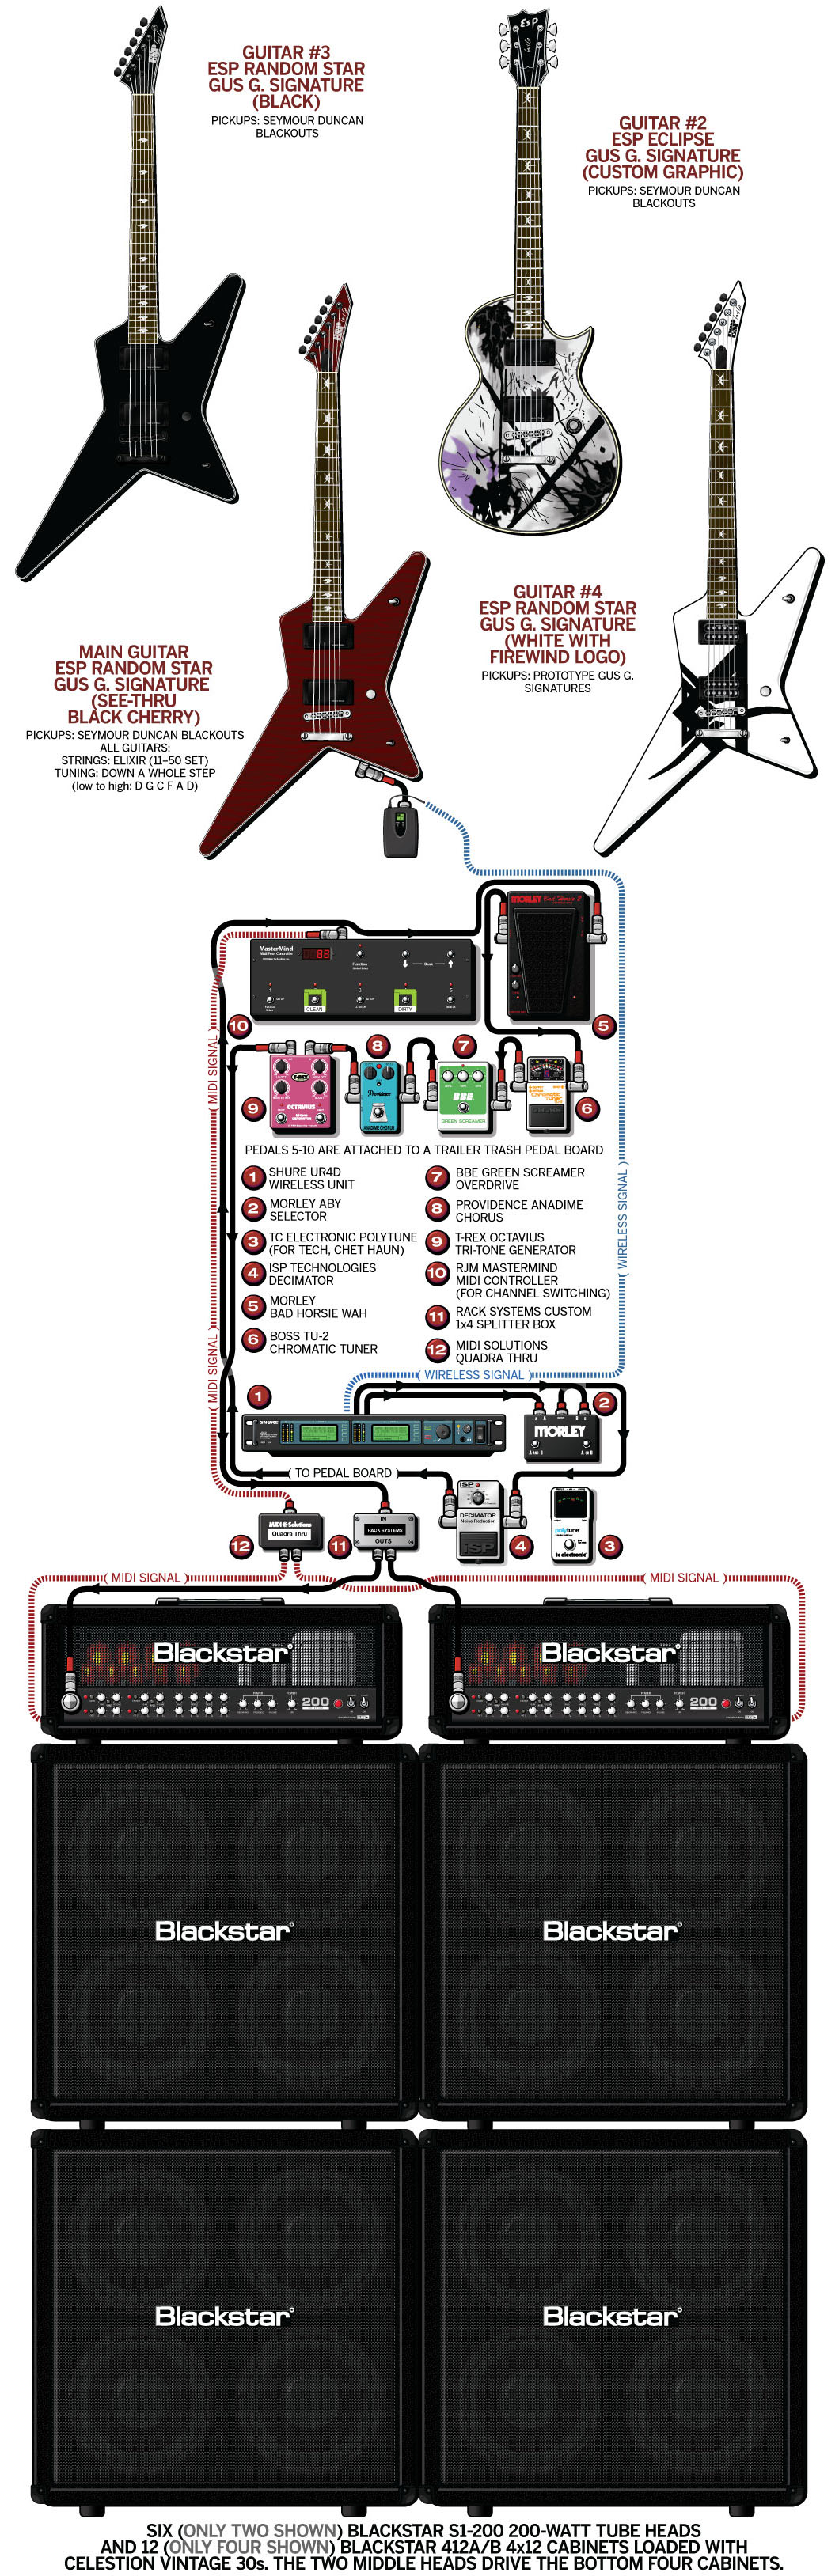 GUITAR #3
ESP RANDOM STAR
GUS G. SIGNATURE
(BLACK)
PICKUPS: SEYMOUR DUNCAN
BLACKOUTS
ESP
GUITAR #2
ESP ECLIPSE
GUS G. SIGNATURE
(CUSTOM GRAPHIC)
PICKUPS: SEYMOUR DUNCAN
BLACKOUTS
GUITAR #4
ESP RANDOM STAR
GUS G. SIGNATURE
(WHITE WITH
FIREWIND LOGO)
PICKUPS: PROTOTYPE GUS G.
SIGNATURES
MAIN GUITAR
ESP RANDOM STAR
GUS G. SIGNATURE
(SEE-THRU
BLACK CHERRY)
PICKUPS: SEYMOUR DUNCAN BLACKOUTS
ALL GUITARS:
STRINGS: ELIXIR (11–50 SET)
TUNING: DOWN A WHOLE STEP
(low to high: D G C F A D)
MORLEY Bad Horsie 2
MasterMind
CLEAN
DIRTY
10
5
8
7
9
6
T-REX
OCTAVIUS
Providence
ANADIME CHORUS
BBE
GREEN SCREAMER
Chromatic Tuner
BOSS
( MIDI SIGNAL )
( WIRELESS SIGNAL )
PEDALS 5-10 ARE ATTACHED TO A TRAILER TRASH PEDAL BOARD
1 SHURE UR4D
WIRELESS UNIT
2 MORLEY ABY
SELECTOR
3 TC ELECTRONIC POLYTUNE
(FOR TECH, CHET HAUN)
4 ISP TECHNOLOGIES
DECIMATOR
5 MORLEY
BAD HORSIE WAH
6 BOSS TU-2
CHROMATIC TUNER
7 BBE GREEN SCREAMER
OVERDRIVE
8 PROVIDENCE ANADIME
CHORUS
9 T-REX OCTAVIUS
TRI-TONE GENERATOR
10 RJM MASTERMIND
MIDI CONTROLLER
(FOR CHANNEL SWITCHING)
11 RACK SYSTEMS CUSTOM
1x4 SPLITTER BOX
12 MIDI SOLUTIONS
QUADRA THRU
( MIDI SIGNAL )
( WIRELESS SIGNAL )
1
2
SHURE
MORLEY
( TO PEDAL BOARD )
ISP
DECIMATOR
Noise Reduction
ISP
polytune
tc electronic
MIDI Solutions
Quadra Thru
IN
RACK SYSTEMS
OUTS
12
11
4
3
( MIDI SIGNAL )
( MIDI SIGNAL )
Blackstar
200
Blackstar
200
Blackstar
Blackstar
Blackstar
Blackstar
SIX (ONLY TWO SHOWN) BLACKSTAR S1-200 200-WATT TUBE HEADS
AND 12 (ONLY FOUR SHOWN) BLACKSTAR 412A/B 4x12 CABINETS LOADED WITH
CELESTION VINTAGE 30s. THE TWO MIDDLE HEADS DRIVE THE BOTTOM FOUR CABINETS.